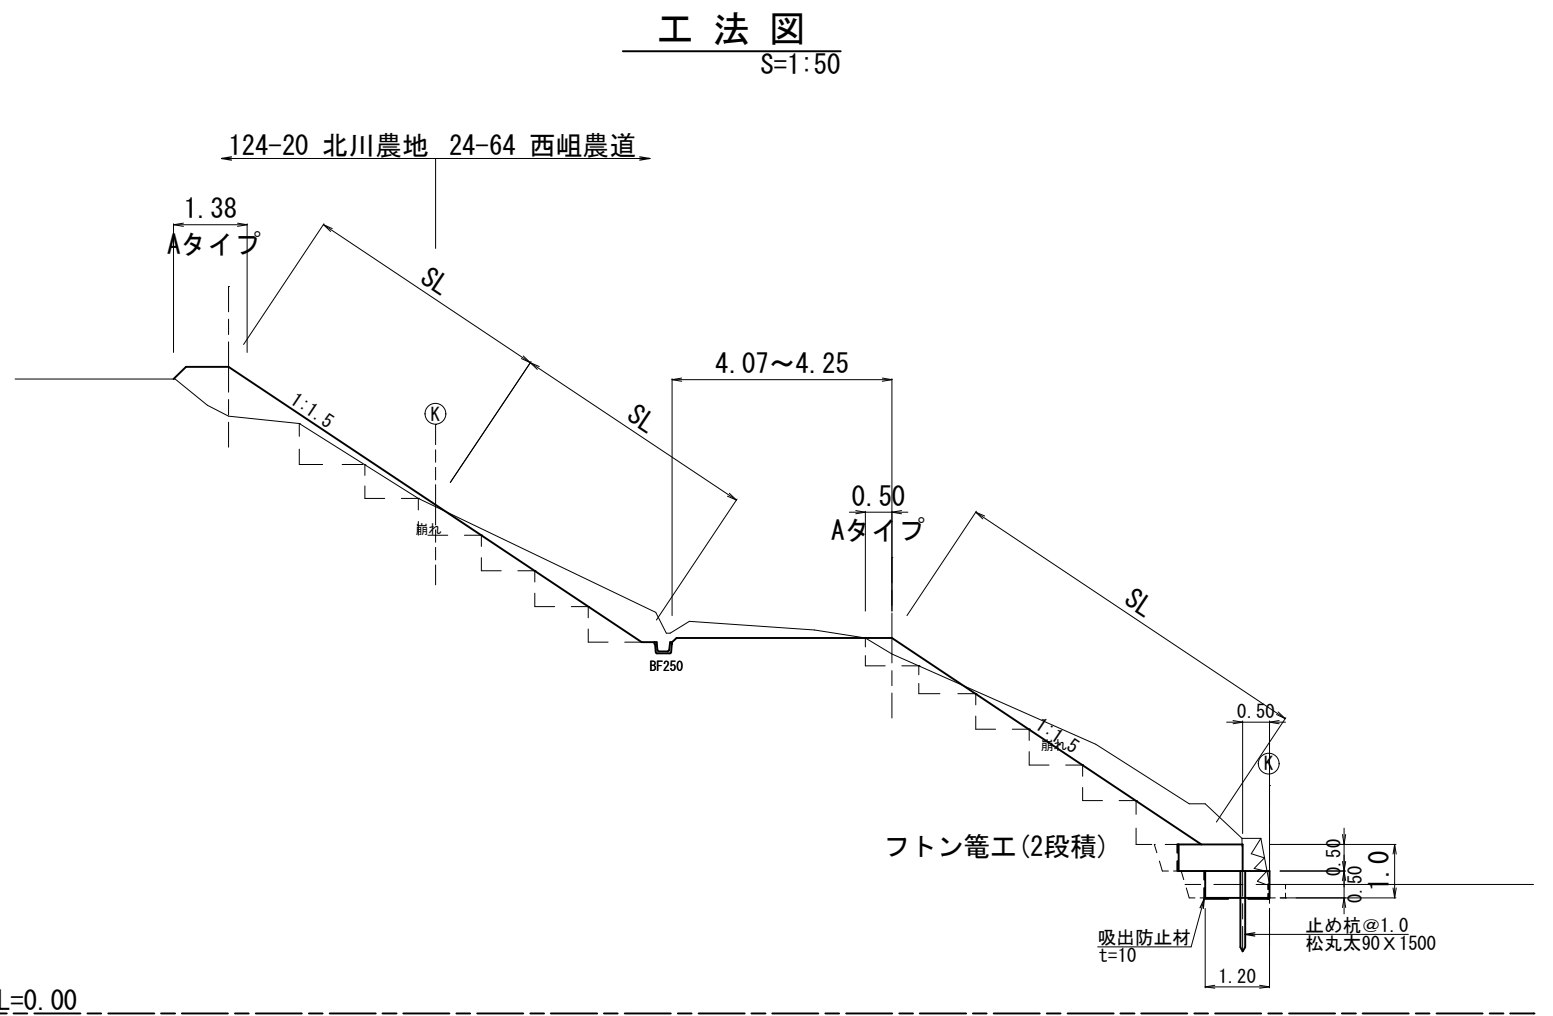 工法図
S=1:50
124-20 北川農地 24-64 西岨農道
1.38
Aタイプ
SL
4.07〜4.25
1:1.5
K
SL
0.50
Aタイプ
崩れ
SL
BF250
0.50
1:1.5
崩れ
K
フトン篭工(2段積)
0.50
1.0
0.50
吸出防止材
t=10
止め杭@1.0
松丸太90×1500
1.20
L=0.00